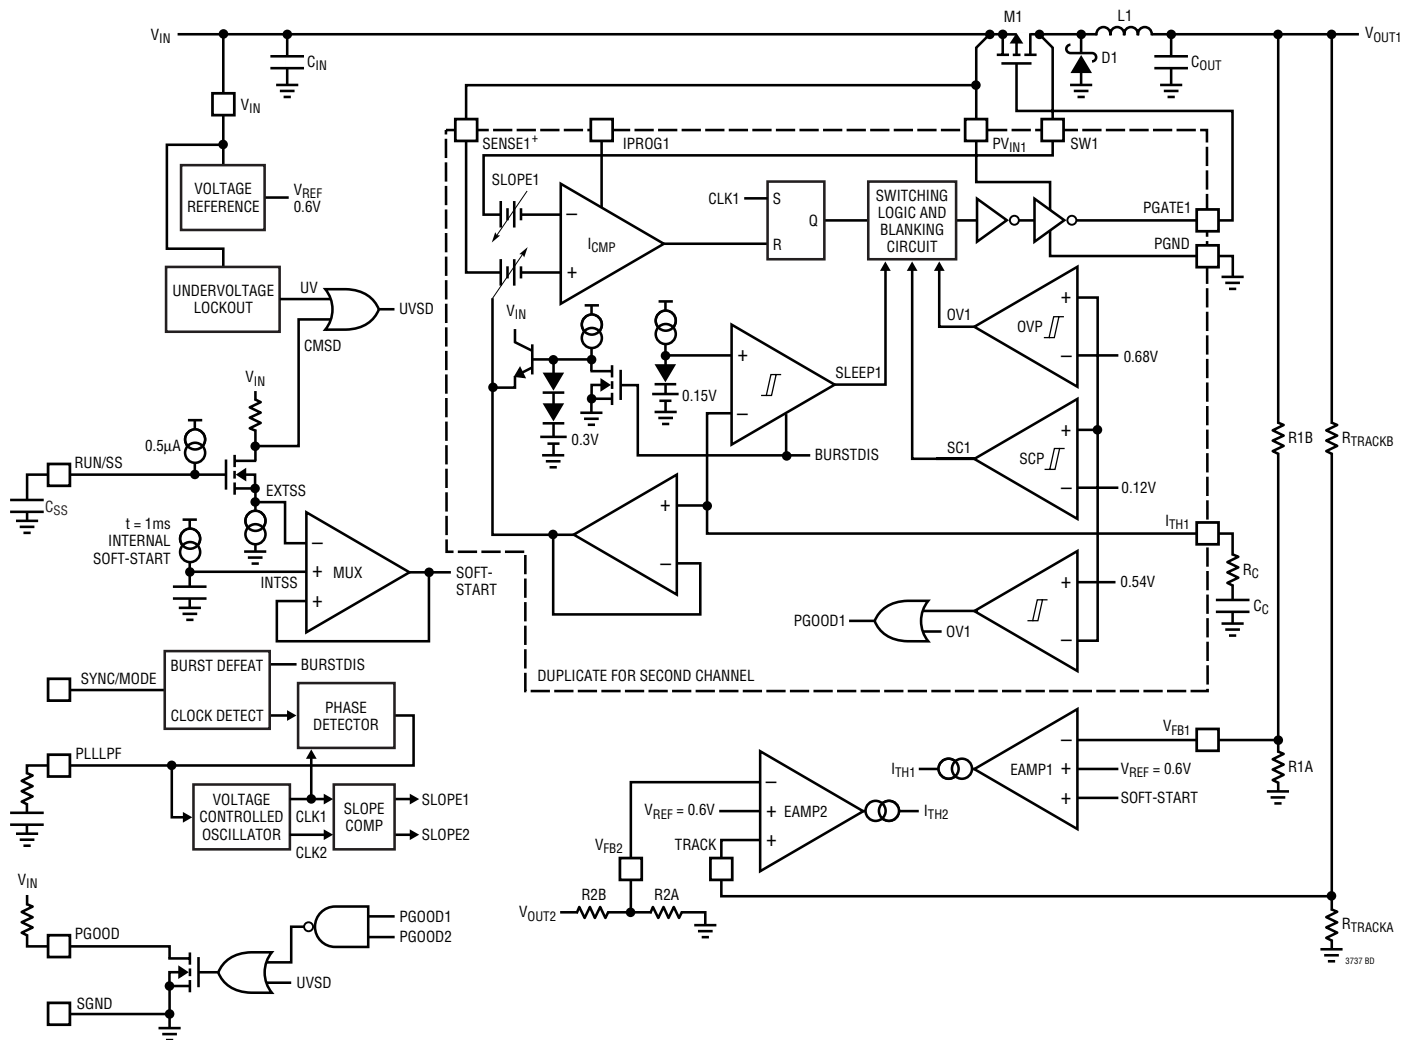 M1
L1
VIN
VOUT1
CIN
D1
COUT
VIN
SENSE1+
IPROG1
PVIN1
SW1
VOLTAGE
REFERENCE
VREF
0.6V
SLOPE1
–
ICMP
+
CLK1
S
Q
R
SWITCHING
LOGIC AND
BLANKING
CIRCUIT
PGATE1
PGND
UNDERVOLTAGE
LOCKOUT
UV
UVSD
CMSD
VIN
OV1
OVP
+
–
0.68V
+
–
SLEEP1
0.15V
0.3V
BURSTDIS
VIN
0.5µA
RUN/SS
CSS
EXTSS
SC1
SCP
+
–
0.12V
R1B
RTRACKB
t = 1ms
INTERNAL
SOFT-START
INTSS
–
+
+
MUX
SOFT-
START
+
–
ITH1
RC
CC
+
–
0.54V
PGOOD1
OV1
DUPLICATE FOR SECOND CHANNEL
SYNC/MODE
BURST DEFEAT
CLOCK DETECT
BURSTDIS
PHASE
DETECTOR
PLLLPF
VOLTAGE
CONTROLLED
OSCILLATOR
CLK1
CLK2
SLOPE
COMP
SLOPE1
SLOPE2
VFB1
ITH1
EAMP1
–
+
+
VREF = 0.6V
SOFT-START
R1A
VREF = 0.6V
–
+
+
EAMP2
ITH2
VFB2
TRACK
VOUT2
R2B
R2A
RTRACKA
3737 BD
VIN
PGOOD
PGOOD1
PGOOD2
UVSD
SGND